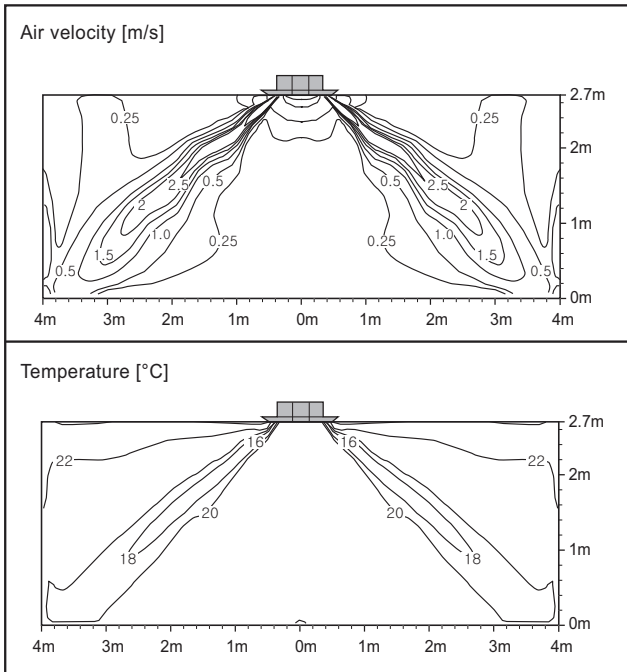 Air velocity [m/s]
2.7m
0.25 0.25
2m
2.5 0.5 0.5 2.5
2 2
1m
1.0 1.0
0.25 0.25
1.5 1.5
0.5 0.5
0m
4m 3m 2m 1m 0m 1m 2m 3m 4m
Temperature [°C]
2.7m
16 16
22 22
2m
20 20
1m
18 18
0m
4m 3m 2m 1m 0m 1m 2m 3m 4m